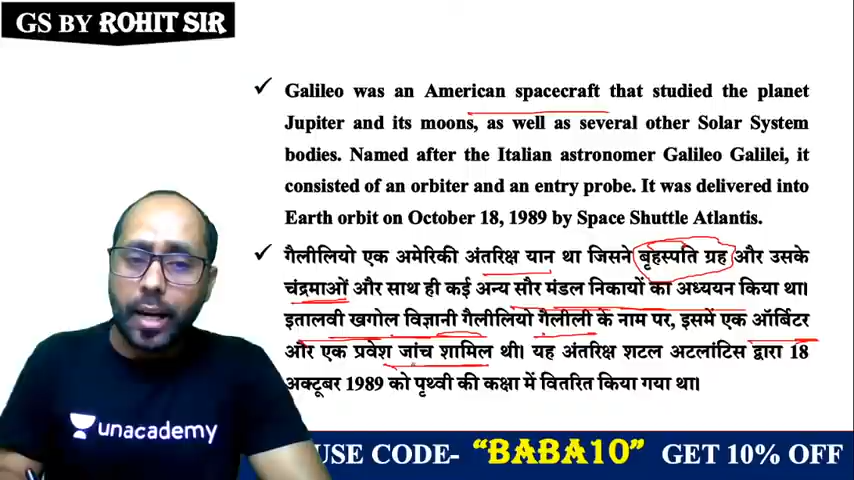 GS BY ROHIT SIR
✓ Galileo was an American spacecraft that studied the planet
Jupiter and its moons, as well as several other Solar System
bodies. Named after the Italian astronomer Galileo Galilei, it
consisted of an orbiter and an entry probe. It was delivered into
Earth orbit on October 18, 1989 by Space Shuttle Atlantis.
✓ गैलीलियो एक अमेरिकी अंतरिक्ष यान था जिसने बृहस्पति ग्रह और उसके
चंद्रमाओं और साथ ही कई अन्य सौर मंडल निकायों का अध्ययन किया था।
इतालवी खगोल विज्ञानी गैलीलियो गैलीली के नाम पर, इसमें एक ऑर्बिटर
और एक प्रवेश जांच शामिल थी। यह अंतरिक्ष शटल अटलांटिस द्वारा 18
अक्टूबर 1989 को पृथ्वी की कक्षा में वितरित किया गया था।
unacademy
USE CODE- “BABA10” GET 10% OFF